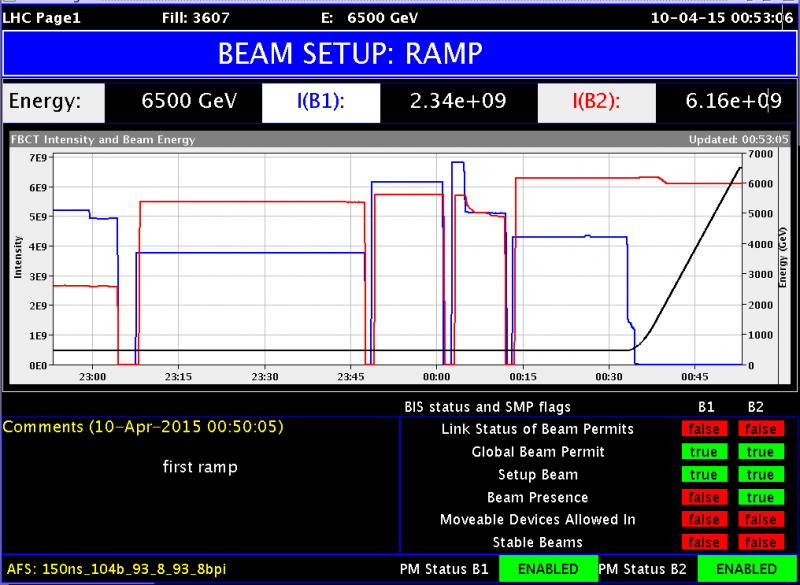 LHC Page1 Fill: 3607 E: 6500 GeV 10-04-15 00:53:06
BEAM SETUP: RAMP
Energy: 6500 GeV I(B1): 2.34e+09 I(B2): 6.16e+09
FBCT Intensity and Beam Energy Updated: 00:53:05
7E9 7000
6E9 6000
5E9 5000
4E9 4000
3E9 3000
2E9 2000
1E9 1000
0E0 0
Intensity
Energy (GeV)
23:00 23:15 23:30 23:45 00:00 00:15 00:30 00:45
BIS status and SMP flags B1 B2
Comments (10-Apr-2015 00:50:05)
first ramp
Link Status of Beam Permits false false
Global Beam Permit true true
Setup Beam true true
Beam Presence false true
Moveable Devices Allowed In false false
Stable Beams false false
AFS: 150ns_104b_93_8_93_8bpi PM Status B1 ENABLED PM Status B2 ENABLED